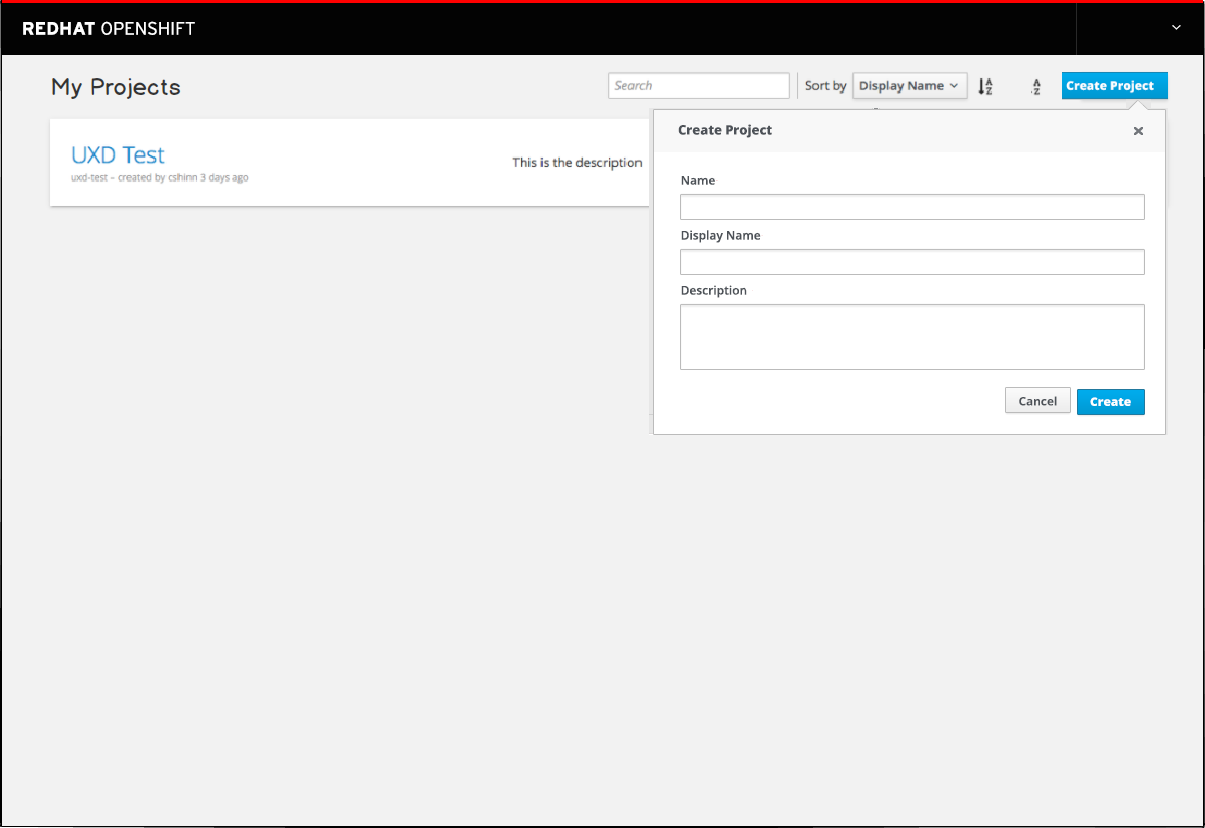 REDHAT OPENSHIFT
My Projects
Search
Sort by
Display Name
A
Z
A
Z
Create Project
UXD Test
uxd-test - created by cshinn 3 days ago
This is the description
Create Project
Name
Display Name
Description
Cancel
Create